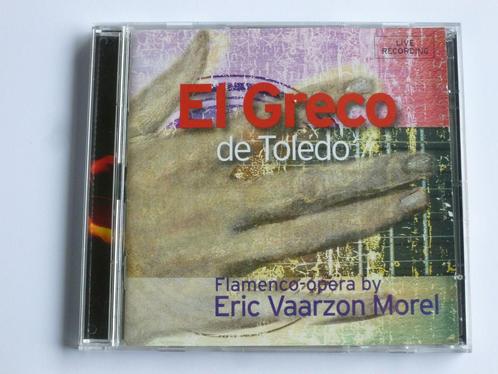 LIVE
RECORDING
El Greco
de Toledo
Flamenco-opera by
Eric Vaarzon Morel